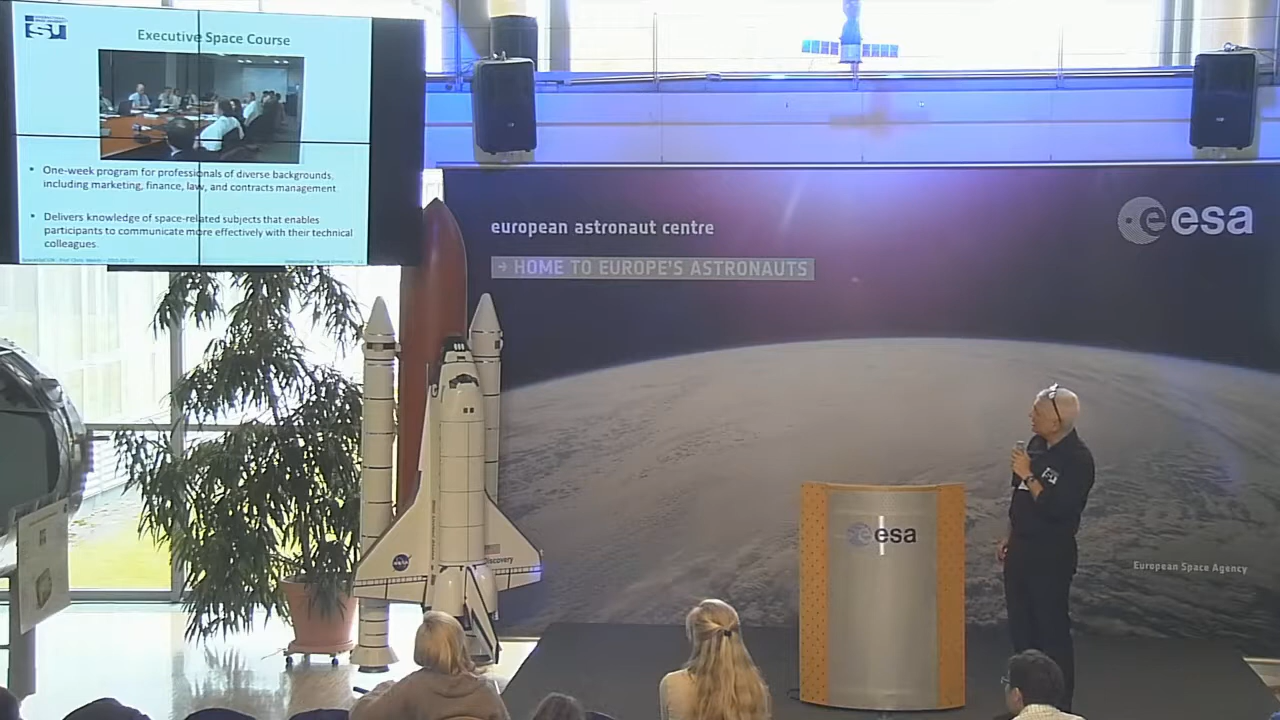 ISU
Executive Space Course
• One-week program for professionals of diverse backgrounds,
including marketing, finance, law, and contracts management.
• Delivers knowledge of space-related subjects that enables
participants to communicate more effectively with their technical
colleagues.
european astronaut centre
→ HOME TO EUROPE'S ASTRONAUTS
esa
esa
European Space Agency
NASA
Discovery